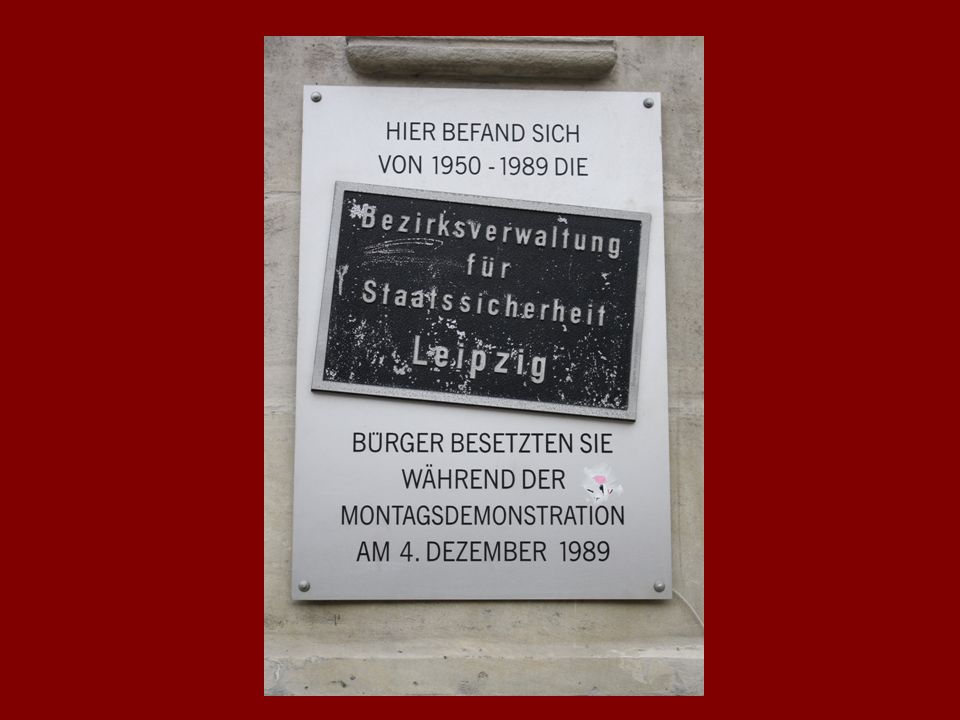 HIER BEFAND SICH
VON 1950 - 1989 DIE
Bezirksverwaltung
für
Staatssicherheit
Leipzig
BÜRGER BESETZTEN SIE
WÄHREND DER
MONTAGSDEMONSTRATION
AM 4. DEZEMBER 1989